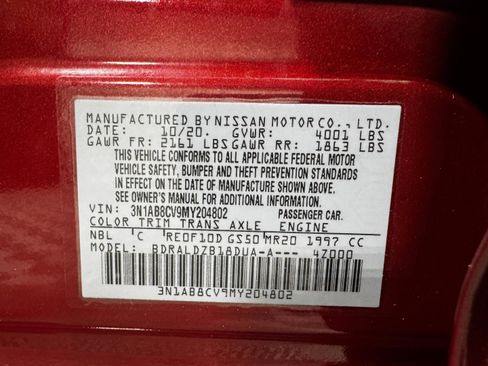 MANUFACTURED BY NISSAN MOTOR CO., LTD.
DATE: 10/20. GVWR: 4001 LBS
GAWR FR: 2161 LBS GAWR RR: 1863 LBS
THIS VEHICLE CONFORMS TO ALL APPLICABLE FEDERAL MOTOR
VEHICLE SAFETY, BUMPER AND THEFT PREVENTION STANDARDS
IN EFFECT ON THE DATE OF MANUFACTURE SHOWN ABOVE.
SEE OWNER'S MANUAL FOR ADDITIONAL INFORMATION.
VIN: 3N1AB8CV9MY204802 PASSENGER CAR.
COLOR TRIM TRANS AXLE ENGINE
NBL C RE0F10D GS50 MR20 1997 CC
MODEL: BDRALDZB18DUA-A--- 4Z000
3N1AB8CV9MY204802